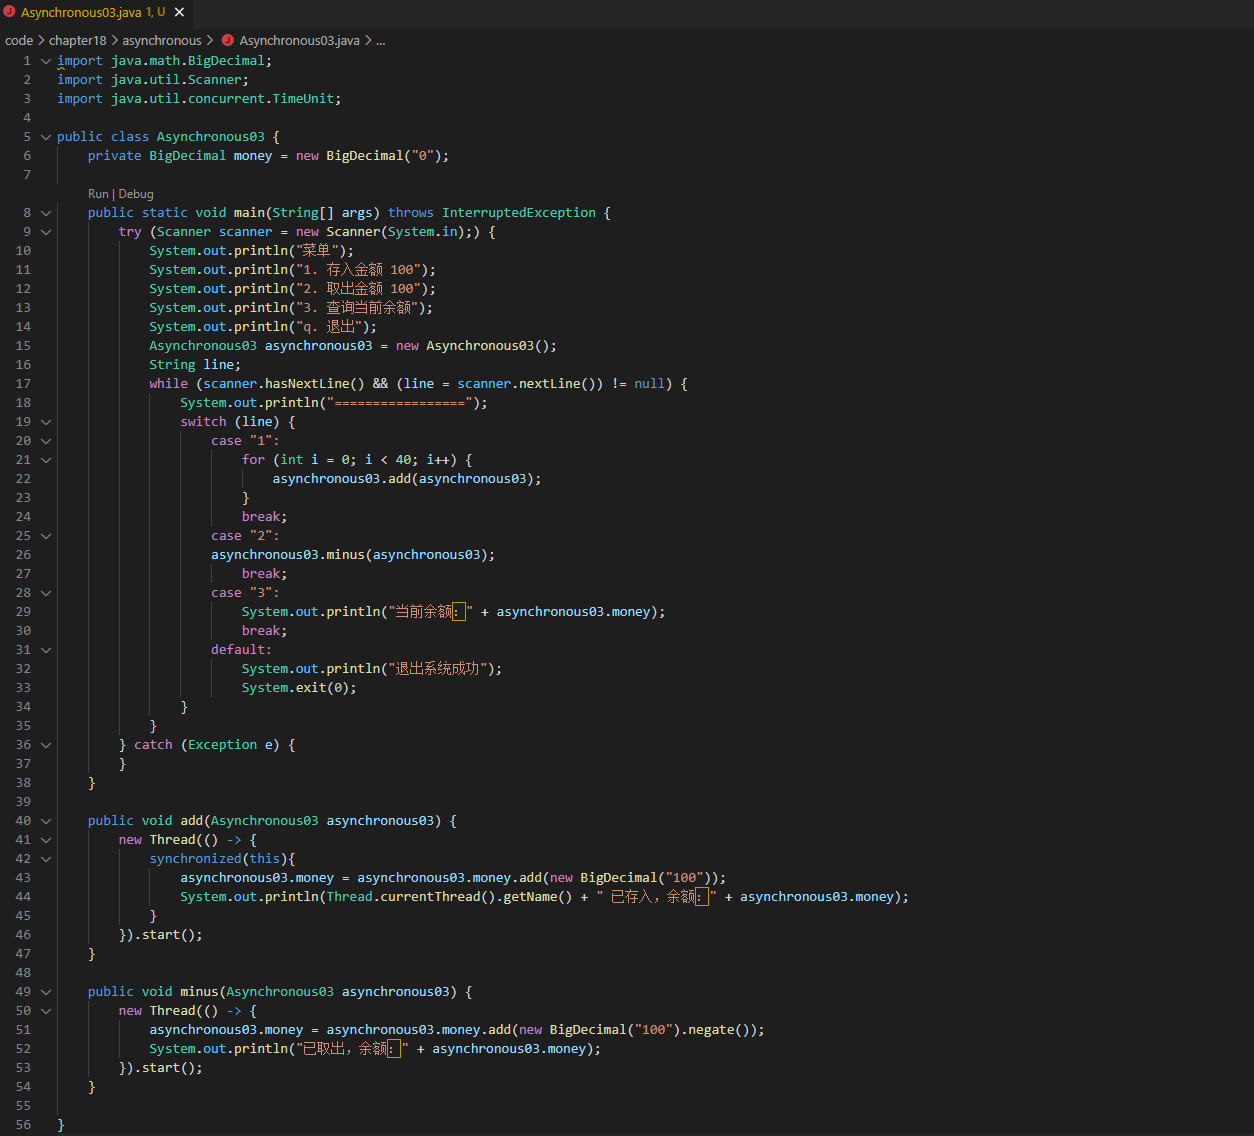 Asynchronous03.java 1, U
code > chapter18 > asynchronous > Asynchronous03.java > ...
1 import java.math.BigDecimal;
2 import java.util.Scanner;
3 import java.util.concurrent.TimeUnit;
4
5 public class Asynchronous03 {
6 private BigDecimal money = new BigDecimal("0");
7
Run | Debug
8 public static void main(String[] args) throws InterruptedException {
9 try (Scanner scanner = new Scanner(System.in);) {
10 System.out.println("菜单");
11 System.out.println("1. 存入金额 100");
12 System.out.println("2. 取出金额 100");
13 System.out.println("3. 查询当前余额");
14 System.out.println("q. 退出");
15 Asynchronous03 asynchronous03 = new Asynchronous03();
16 String line;
17 while (scanner.hasNextLine() && (line = scanner.nextLine()) != null) {
18 System.out.println("=================");
19 switch (line) {
20 case "1":
21 for (int i = 0; i < 40; i++) {
22 asynchronous03.add(asynchronous03);
23 }
24 break;
25 case "2":
26 asynchronous03.minus(asynchronous03);
27 break;
28 case "3":
29 System.out.println("当前余额：" + asynchronous03.money);
30 break;
31 default:
32 System.out.println("退出系统成功");
33 System.exit(0);
34 }
35 }
36 } catch (Exception e) {
37 }
38 }
39
40 public void add(Asynchronous03 asynchronous03) {
41 new Thread(() -> {
42 synchronized(this){
43 asynchronous03.money = asynchronous03.money.add(new BigDecimal("100"));
44 System.out.println(Thread.currentThread().getName() + " 已存入，余额：" + asynchronous03.money);
45 }
46 }).start();
47 }
48
49 public void minus(Asynchronous03 asynchronous03) {
50 new Thread(() -> {
51 asynchronous03.money = asynchronous03.money.add(new BigDecimal("100").negate());
52 System.out.println("已取出，余额：" + asynchronous03.money);
53 }).start();
54 }
55
56 }